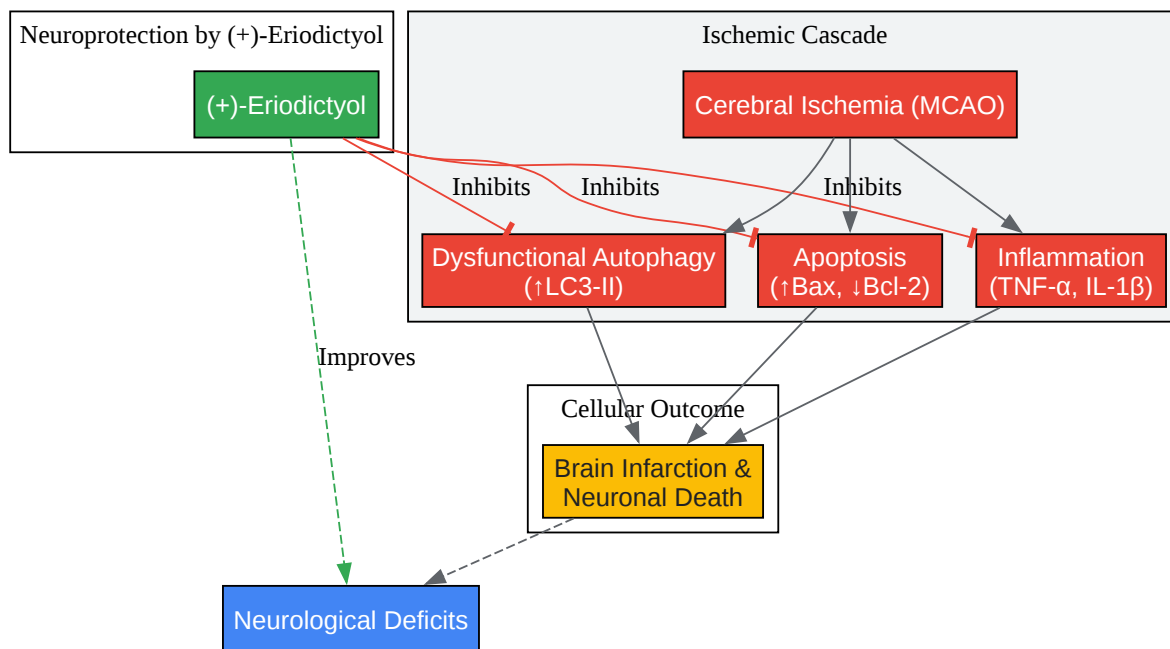 Neuroprotection by (+)-Eriodictyol
(+)-Eriodictyol
Ischemic Cascade
Cerebral Ischemia (MCAO)
Inhibits
Inhibits
Inhibits
Dysfunctional Autophagy
(↑LC3-II)
Apoptosis
(↑Bax, ↓Bcl-2)
Inflammation
(TNF-α, IL-1β)
Improves
Cellular Outcome
Brain Infarction &
Neuronal Death
Neurological Deficits